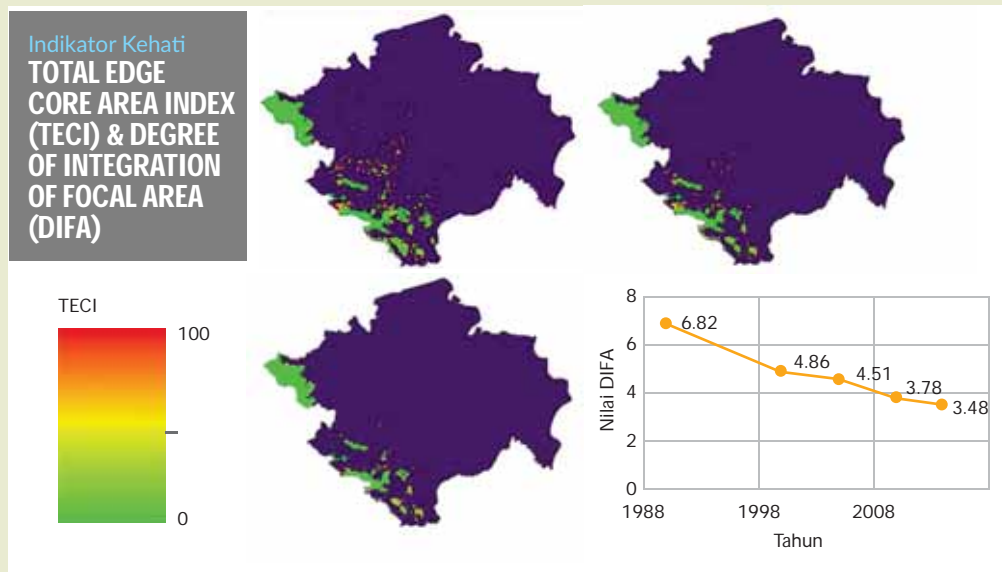 Indikator Kehati
TOTAL EDGE
CORE AREA INDEX
(TECI) & DEGREE
OF INTEGRATION
OF FOCAL AREA
(DIFA)
TECI
100
0
Nilai DIFA
8
6
4
2
0
6.82
4.86
4.51
3.78
3.48
1988
1998
2008
Tahun